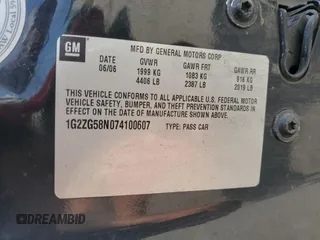 GM
MFD BY GENERAL MOTORS CORP
DATE GVWR GAWR FRT GAWR RR
06/06 1999 KG 1083 KG 916 KG
4406 LB 2387 LB 2019 LB
THIS VEHICLE CONFORMS TO ALL APPLICABLE U.S. FEDERAL MOTOR VEHICLE
SAFETY, BUMPER, AND THEFT PREVENTION STANDARDS IN EFFECT ON
THE DATE OF MANUFACTURE SHOWN ABOVE.
1G2ZG58N074100607 TYPE: PASS CAR
DREAMBID